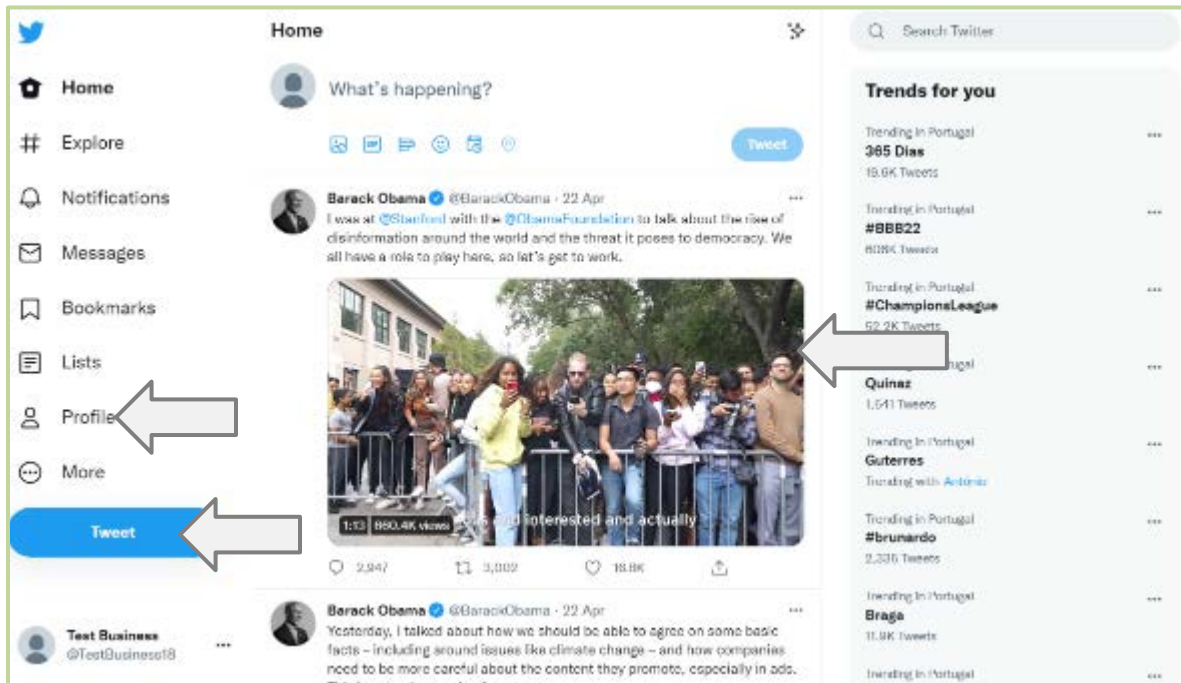 Home
Explore
Notifications
Messages
Bookmarks
Lists
Profile
More
Tweet
Test Business
@TestBusiness18
Home
What's happening?
Tweet
Barack Obama @BarackObama · 22 Apr
I was at @Stanford with the @ObamaFoundation to talk about the rise of
disinformation around the world and the threat it poses to democracy. We
all have a role to play here, so let's get to work.
1:13 860.4K views and interested and actually
2,947 3,002 18.8K
Barack Obama @BarackObama · 22 Apr
Yesterday, I talked about how we should be able to agree on some basic
facts – including around issues like climate change – and how companies
need to be more careful about the content they promote, especially in ads.
Search Twitter
Trends for you
Trending in Portugal
365 Dias
19.6K Tweets
Trending in Portugal
#BBB22
608K Tweets
Trending in Portugal
#ChampionsLeague
52.2K Tweets
Quinaz
1,541 Tweets
Trending in Portugal
Guterres
Trending with António
Trending in Portugal
#brunardo
2,335 Tweets
Trending in Portugal
Braga
11.9K Tweets
Trending in Portugal